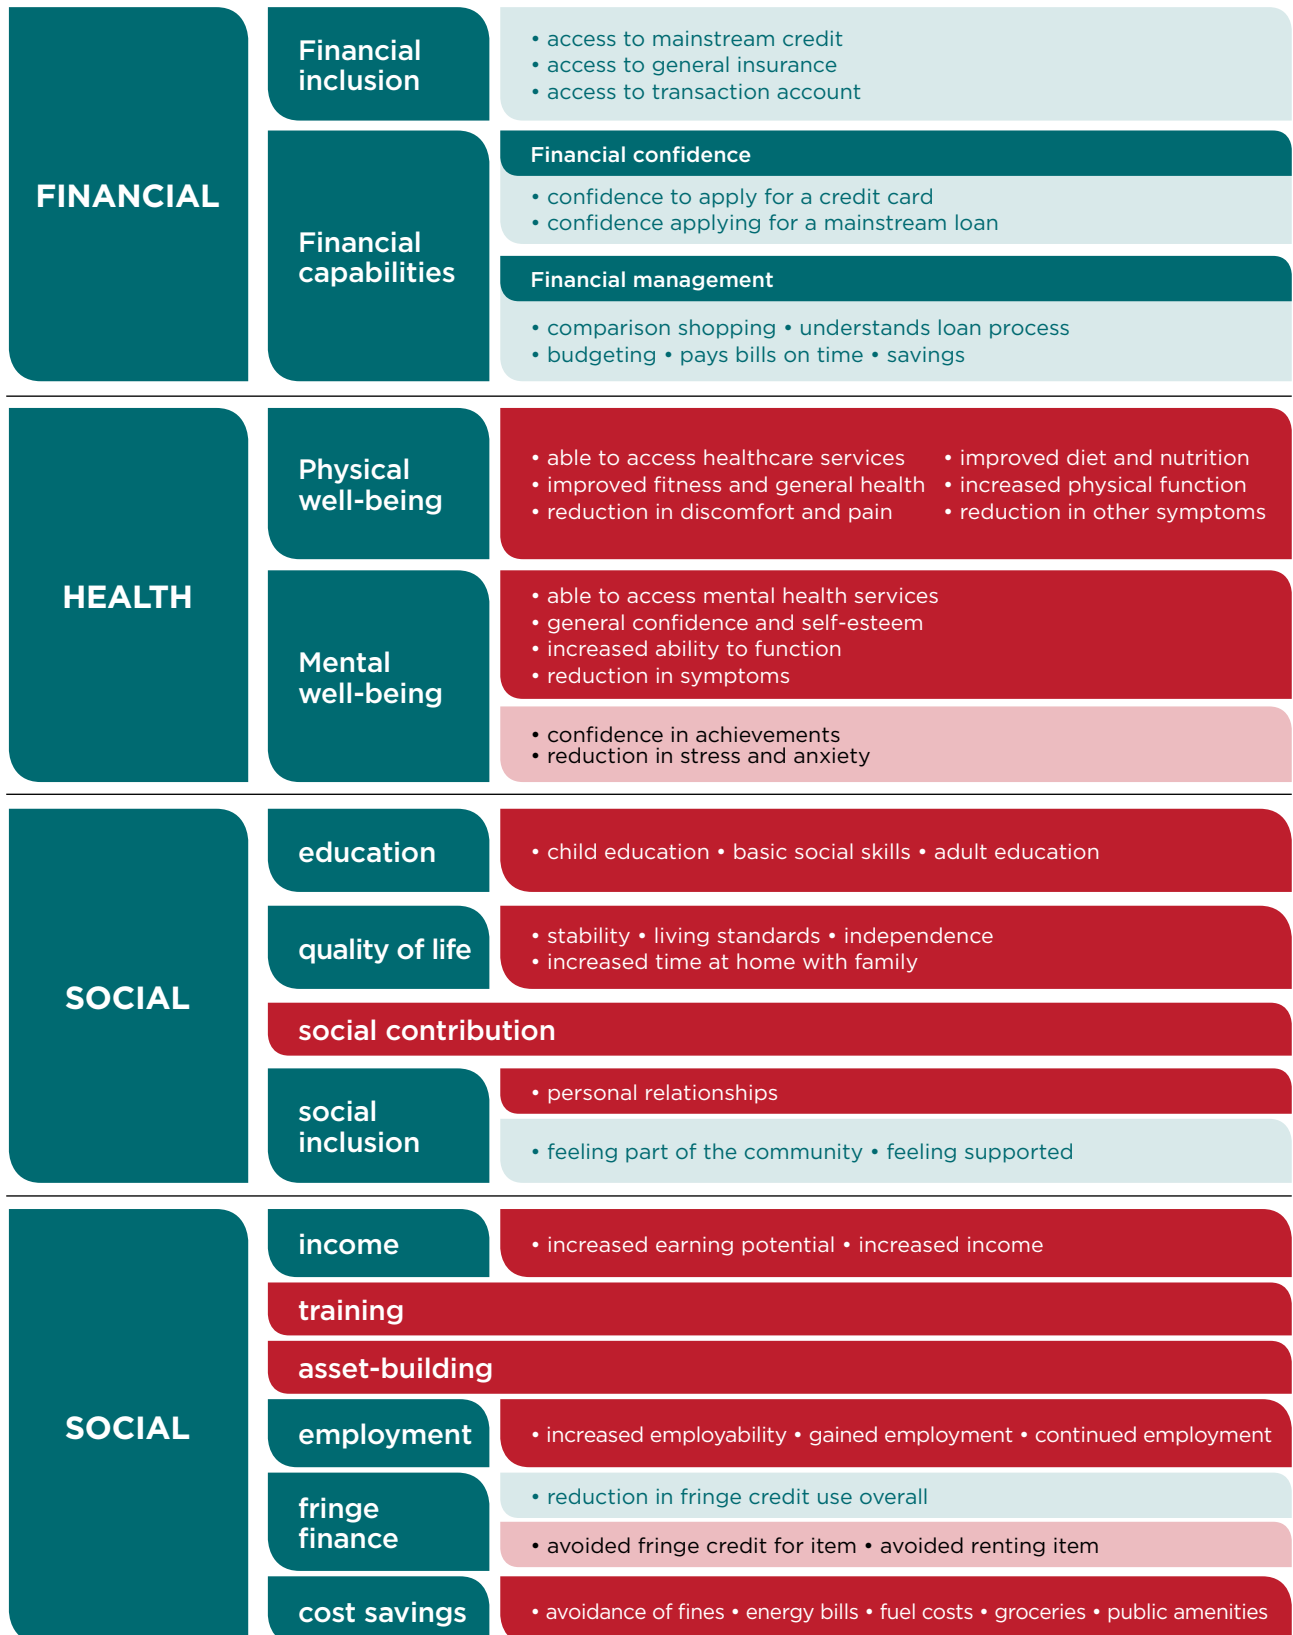 FINANCIAL
Financial
inclusion
• access to mainstream credit
• access to general insurance
• access to transaction account
Financial
capabilities
Financial confidence
• confidence to apply for a credit card
• confidence applying for a mainstream loan
Financial management
• comparison shopping • understands loan process
• budgeting • pays bills on time • savings
HEALTH
Physical
well-being
• able to access healthcare services
• improved fitness and general health
• reduction in discomfort and pain
• improved diet and nutrition
• increased physical function
• reduction in other symptoms
Mental
well-being
• able to access mental health services
• general confidence and self-esteem
• increased ability to function
• reduction in symptoms
• confidence in achievements
• reduction in stress and anxiety
SOCIAL
education
• child education • basic social skills • adult education
quality of life
• stability • living standards • independence
• increased time at home with family
social contribution
social
inclusion
• personal relationships
• feeling part of the community • feeling supported
SOCIAL
income
• increased earning potential • increased income
training
asset-building
employment
• increased employability • gained employment • continued employment
fringe
finance
• reduction in fringe credit use overall
• avoided fringe credit for item • avoided renting item
cost savings
• avoidance of fines • energy bills • fuel costs • groceries • public amenities